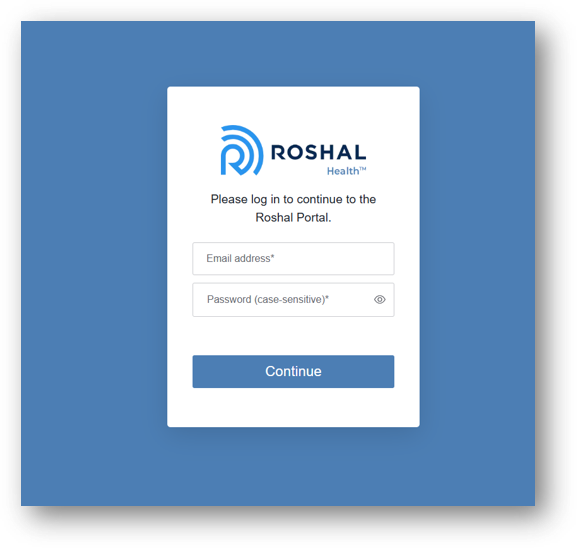 ROSHAL
Health™
Please log in to continue to the
Roshal Portal.
Email address*
Password (case-sensitive)*
Continue